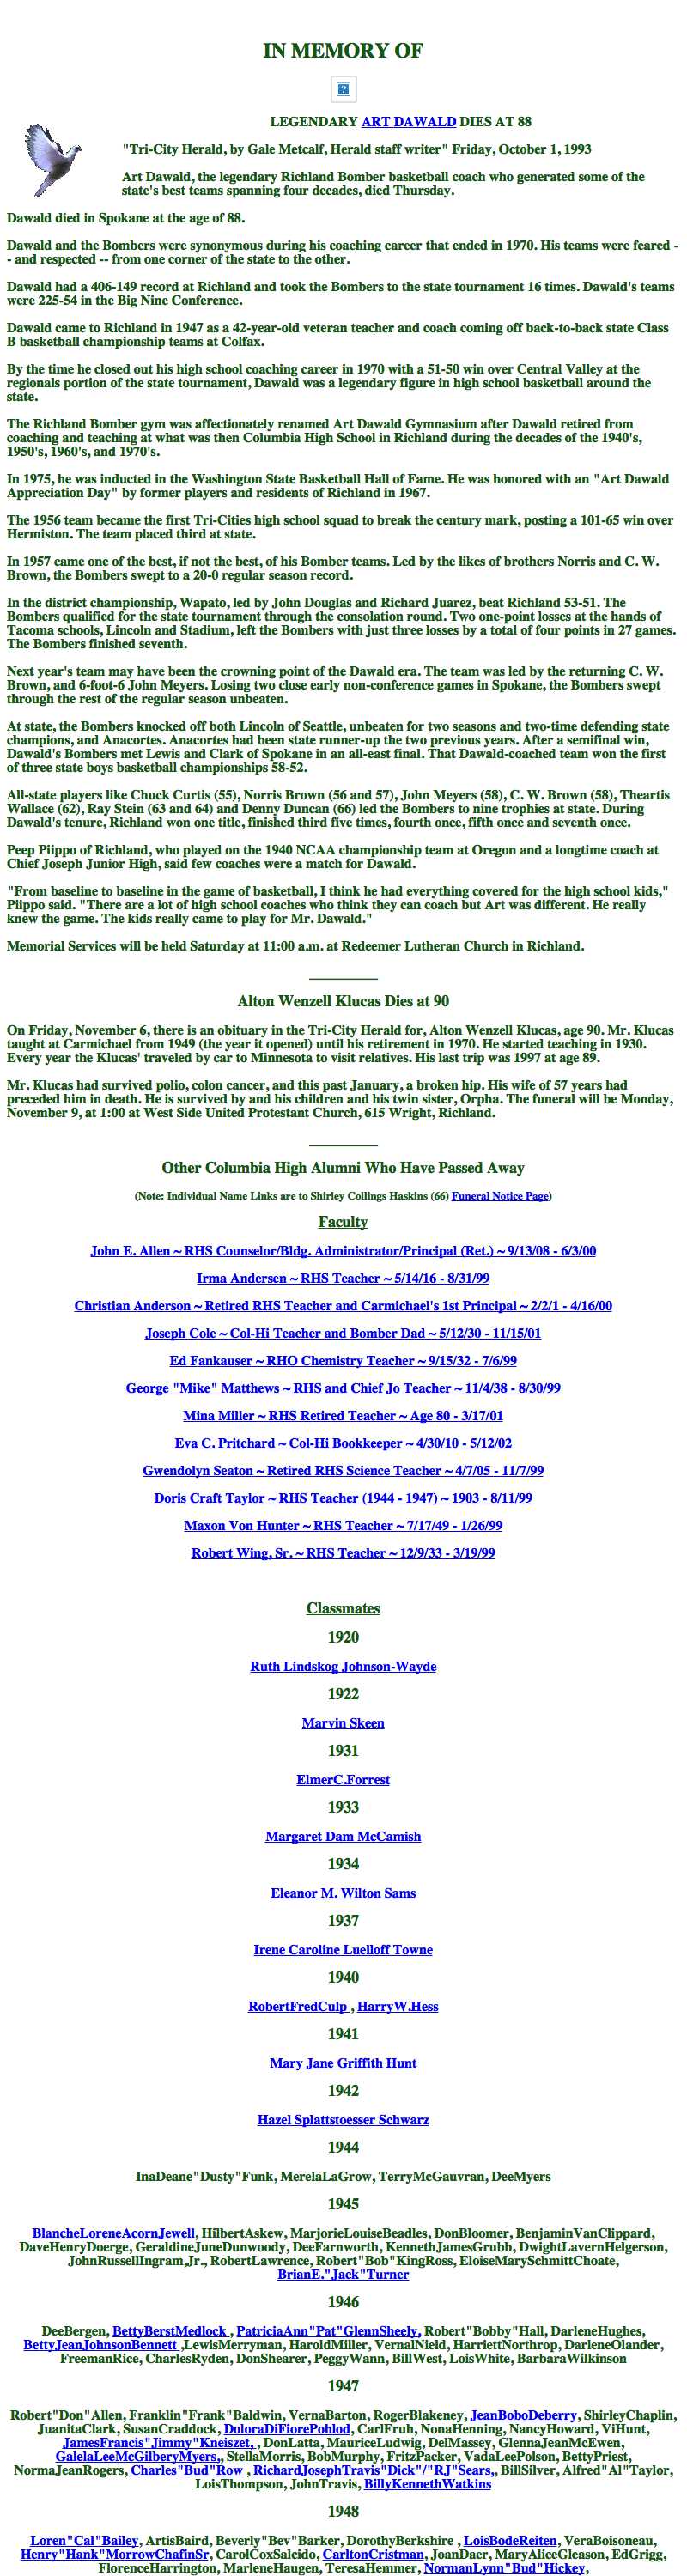 IN MEMORY OF
LEGENDARY ART DAWALD DIES AT 88
"Tri-City Herald, by Gale Metcalf, Herald staff writer" Friday, October 1, 1993
Art Dawald, the legendary Richland Bomber basketball coach who generated some of the
state's best teams spanning four decades, died Thursday.
Dawald died in Spokane at the age of 88.
Dawald and the Bombers were synonymous during his coaching career that ended in 1970. His teams were feared -
- and respected -- from one corner of the state to the other.
Dawald had a 406-149 record at Richland and took the Bombers to the state tournament 16 times. Dawald's teams
were 225-54 in the Big Nine Conference.
Dawald came to Richland in 1947 as a 42-year-old veteran teacher and coach coming off back-to-back state Class
B basketball championship teams at Colfax.
By the time he closed out his high school coaching career in 1970 with a 51-50 win over Central Valley at the
regionals portion of the state tournament, Dawald was a legendary figure in high school basketball around the
state.
The Richland Bomber gym was affectionately renamed Art Dawald Gymnasium after Dawald retired from
coaching and teaching at what was then Columbia High School in Richland during the decades of the 1940's,
1950's, 1960's, and 1970's.
In 1975, he was inducted in the Washington State Basketball Hall of Fame. He was honored with an "Art Dawald
Appreciation Day" by former players and residents of Richland in 1967.
The 1956 team became the first Tri-Cities high school squad to break the century mark, posting a 101-65 win over
Hermiston. The team placed third at state.
In 1957 came one of the best, if not the best, of his Bomber teams. Led by the likes of brothers Norris and C. W.
Brown, the Bombers swept to a 20-0 regular season record.
In the district championship, Wapato, led by John Douglas and Richard Juarez, beat Richland 53-51. The
Bombers qualified for the state tournament through the consolation round. Two one-point losses at the hands of
Tacoma schools, Lincoln and Stadium, left the Bombers with just three losses by a total of four points in 27 games.
The Bombers finished seventh.
Next year's team may have been the crowning point of the Dawald era. The team was led by the returning C. W.
Brown, and 6-foot-6 John Meyers. Losing two close early non-conference games in Spokane, the Bombers swept
through the rest of the regular season unbeaten.
At state, the Bombers knocked off both Lincoln of Seattle, unbeaten for two seasons and two-time defending state
champions, and Anacortes. Anacortes had been state runner-up the two previous years. After a semifinal win,
Dawald's Bombers met Lewis and Clark of Spokane in an all-east final. That Dawald-coached team won the first
of three state boys basketball championships 58-52.
All-state players like Chuck Curtis (55), Norris Brown (56 and 57), John Meyers (58), C. W. Brown (58), Theartis
Wallace (62), Ray Stein (63 and 64) and Denny Duncan (66) led the Bombers to nine trophies at state. During
Dawald's tenure, Richland won one title, finished third five times, fourth once, fifth once and seventh once.
Peep Piippo of Richland, who played on the 1940 NCAA championship team at Oregon and a longtime coach at
Chief Joseph Junior High, said few coaches were a match for Dawald.
"From baseline to baseline in the game of basketball, I think he had everything covered for the high school kids,"
Piippo said. "There are a lot of high school coaches who think they can coach but Art was different. He really
knew the game. The kids really came to play for Mr. Dawald."
Memorial Services will be held Saturday at 11:00 a.m. at Redeemer Lutheran Church in Richland.
Alton Wenzell Klucas Dies at 90
On Friday, November 6, there is an obituary in the Tri-City Herald for, Alton Wenzell Klucas, age 90. Mr. Klucas
taught at Carmichael from 1949 (the year it opened) until his retirement in 1970. He started teaching in 1930.
Every year the Klucas' traveled by car to Minnesota to visit relatives. His last trip was 1997 at age 89.
Mr. Klucas had survived polio, colon cancer, and this past January, a broken hip. His wife of 57 years had
preceded him in death. He is survived by and his children and his twin sister, Orpha. The funeral will be Monday,
November 9, at 1:00 at West Side United Protestant Church, 615 Wright, Richland.
Other Columbia High Alumni Who Have Passed Away
(Note: Individual Name Links are to Shirley Collings Haskins (66) Funeral Notice Page)
Faculty
John E. Allen ~ RHS Counselor/Bldg. Administrator/Principal (Ret.) ~ 9/13/08 - 6/3/00
Irma Andersen ~ RHS Teacher ~ 5/14/16 - 8/31/99
Christian Anderson ~ Retired RHS Teacher and Carmichael's 1st Principal ~ 2/2/1 - 4/16/00
Joseph Cole ~ Col-Hi Teacher and Bomber Dad ~ 5/12/30 - 11/15/01
Ed Fankauser ~ RHO Chemistry Teacher ~ 9/15/32 - 7/6/99
George "Mike" Matthews ~ RHS and Chief Jo Teacher ~ 11/4/38 - 8/30/99
Mina Miller ~ RHS Retired Teacher ~ Age 80 - 3/17/01
Eva C. Pritchard ~ Col-Hi Bookkeeper ~ 4/30/10 - 5/12/02
Gwendolyn Seaton ~ Retired RHS Science Teacher ~ 4/7/05 - 11/7/99
Doris Craft Taylor ~ RHS Teacher (1944 - 1947) ~ 1903 - 8/11/99
Maxon Von Hunter ~ RHS Teacher ~ 7/17/49 - 1/26/99
Robert Wing, Sr. ~ RHS Teacher ~ 12/9/33 - 3/19/99
Classmates
1920
Ruth Lindskog Johnson-Wayde
1922
Marvin Skeen
1931
ElmerC.Forrest
1933
Margaret Dam McCamish
1934
Eleanor M. Wilton Sams
1937
Irene Caroline Luelloff Towne
1940
RobertFredCulp , HarryW.Hess
1941
Mary Jane Griffith Hunt
1942
Hazel Splattstoesser Schwarz
1944
InaDeane"Dusty"Funk, MerelaLaGrow, TerryMcGauvran, DeeMyers
1945
BlancheLoreneAcornJewell, HilbertAskew, MarjorieLouiseBeadles, DonBloomer, BenjaminVanClippard,
DaveHenryDoerge, GeraldineJuneDunwoody, DeeFarnworth, KennethJamesGrubb, DwightLavernHelgerson,
JohnRussellIngram,Jr., RobertLawrence, Robert"Bob"KingRoss, EloiseMarySchmittChoate,
BrianE."Jack"Turner
1946
DeeBergen, BettyBerstMedlock , PatriciaAnn"Pat"GlennSheely, Robert"Bobby"Hall, DarleneHughes,
BettyJeanJohnsonBennett ,LewisMerryman, HaroldMiller, VernalNield, HarriettNorthrop, DarleneOlander,
FreemanRice, CharlesRyden, DonShearer, PeggyWann, BillWest, LoisWhite, BarbaraWilkinson
1947
Robert"Don"Allen, Franklin"Frank"Baldwin, VernaBarton, RogerBlakeney, JeanBoboDeberry, ShirleyChaplin,
JuanitaClark, SusanCraddock, DoloraDiFiorePohlod, CarlFruh, NonaHenning, NancyHoward, ViHunt,
JamesFrancis"Jimmy"Kneiszet, , DonLatta, MauriceLudwig, DelMassey, GlennaJeanMcEwen,
GalelaLeeMcGilberyMyers,, StellaMorris, BobMurphy, FritzPacker, VadaLeePolson, BettyPriest,
NormaJeanRogers, Charles"Bud"Row , RichardJosephTravis"Dick"/"RJ"Sears,, BillSilver, Alfred"Al"Taylor,
LoisThompson, JohnTravis, BillyKennethWatkins
1948
Loren"Cal"Bailey, ArtisBaird, Beverly"Bev"Barker, DorothyBerkshire , LoisBodeReiten, VeraBoisoneau,
Henry"Hank"MorrowChafinSr, CarolCoxSalcido, CarltonCristman, JoanDaer, MaryAliceGleason, EdGrigg,
FlorenceHarrington, MarleneHaugen, TeresaHemmer, NormanLynn"Bud"Hickey,